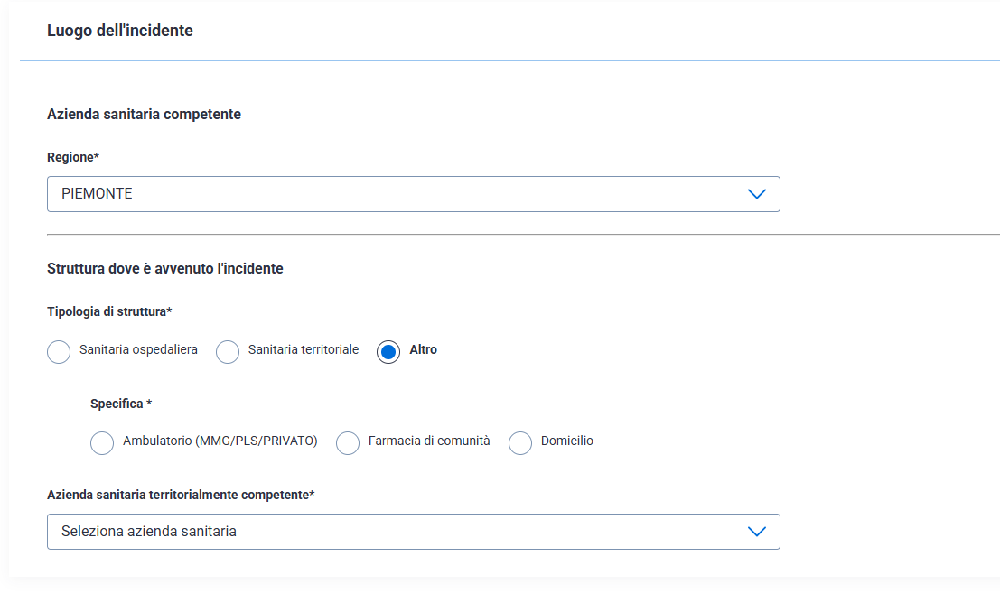 Luogo dell'incidente
Azienda sanitaria competente
Regione*
PIEMONTE
Struttura dove è avvenuto l'incidente
Tipologia di struttura*
Sanitaria ospedaliera Sanitaria territoriale Altro
Specifica *
Ambulatorio (MMG/PLS/PRIVATO) Farmacia di comunità Domicilio
Azienda sanitaria territorialmente competente*
Seleziona azienda sanitaria